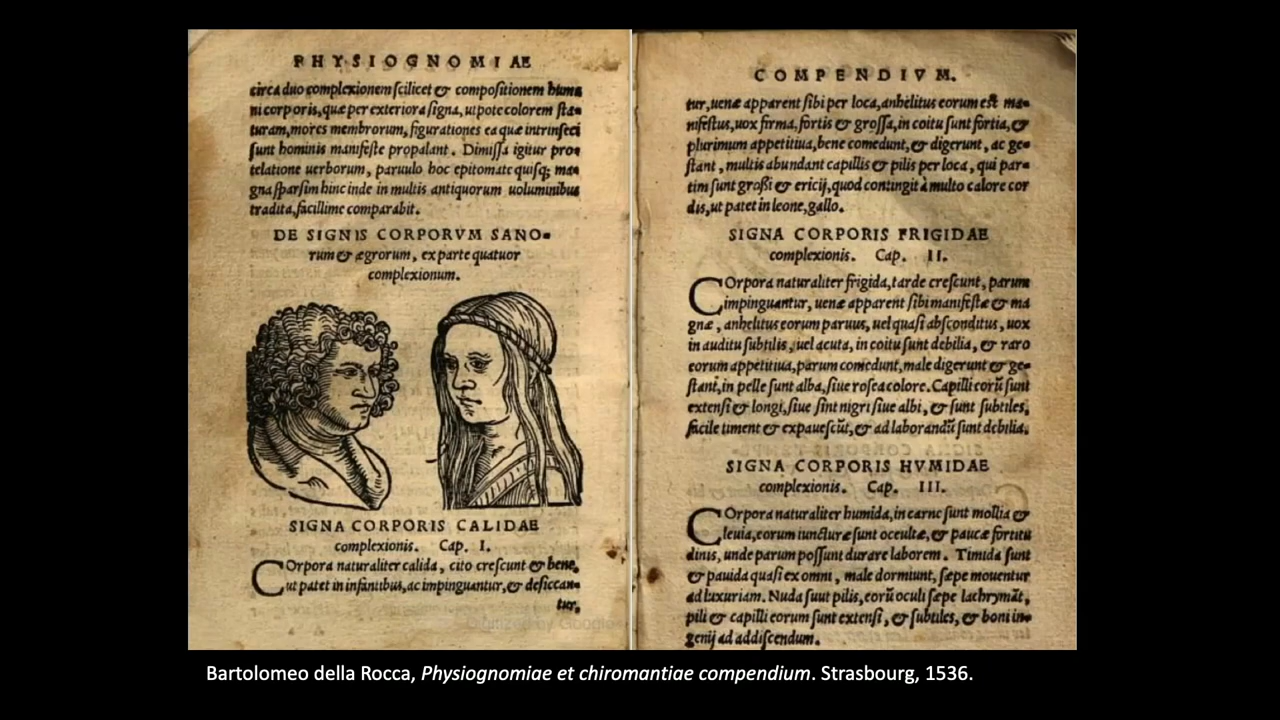 PHYSIOGNOMIAE
circa duo complexionem scilicet & compositionem huma
ni corporis, quæ per exteriora signa, utpote colorem sta-
turam, mores membrorum, figurationes ea quæ intrinseci
sunt hominis manifeste propalant. Dimissa igitur pro-
telatione uerborum, paruulo hoc epitomate quisq; ma-
gna sparsim hinc inde in multis antiquorum uoluminibus
tradita, facillime comparabit.
DE SIGNIS CORPORVM SANO-
rum & ægrorum, ex parte quatuor
complexionum.
SIGNA CORPORIS CALIDAE
complexionis. Cap. I.
COrpora naturaliter calida, cito crescunt & bene,
ut patet in infantibus, ac impinguantur, & desiccan-
tur,
Digitized by Google
COMPENDIVM.
tur, uenæ apparent sibi per loca, anhelitus eorum est ma-
nifestus, uox firma, fortis & grossa, in coitu sunt fortia, &
plurimum appetitiua, bene comedunt, & digerunt, ac ge-
stant, multis abundant capillis & pilis per loca, qui par-
tim sunt grossi & ericij, quod contingit à multo calore cor
dis, ut patet in leone, gallo.
SIGNA CORPORIS FRIGIDAE
complexionis. Cap. II.
COrpora naturaliter frigida, tarde crescunt, parum
impinguantur, uenæ apparent sibi manifestæ & ma
gnæ, anhelitus eorum paruus, uel quasi absconditus, uox
in auditu subtilis, uel acuta, in coitu sunt debilia, & raro
eorum appetitiua, parum comedunt, male digerunt & ge-
stant, in pelle sunt alba, siue rosea colore. Capilli corũ sunt
extensi & longi, siue sint nigri siue albi, & sunt subtiles,
facile timent & expauescũt, & ad laborandũ sunt debilia.
SIGNA CORPORIS HVMIDAE
complexionis. Cap. III.
COrpora naturaliter humida, in carne sunt mollia &
leuia, eorum iuncturæ sunt occultæ, & paucæ fortitu
dinis, unde parum possunt durare laborem. Timida sunt
& pauida quasi ex omni, male dormiunt, sæpe mouentur
ad luxuriam. Nuda suut pilis, eorũ oculi sæpe lachrymãt,
pili & capilli eorum sunt extensi, & subtiles, & boni in-
genij ad addiscendum.
Bartolomeo della Rocca, Physiognomiae et chiromantiae compendium. Strasbourg, 1536.